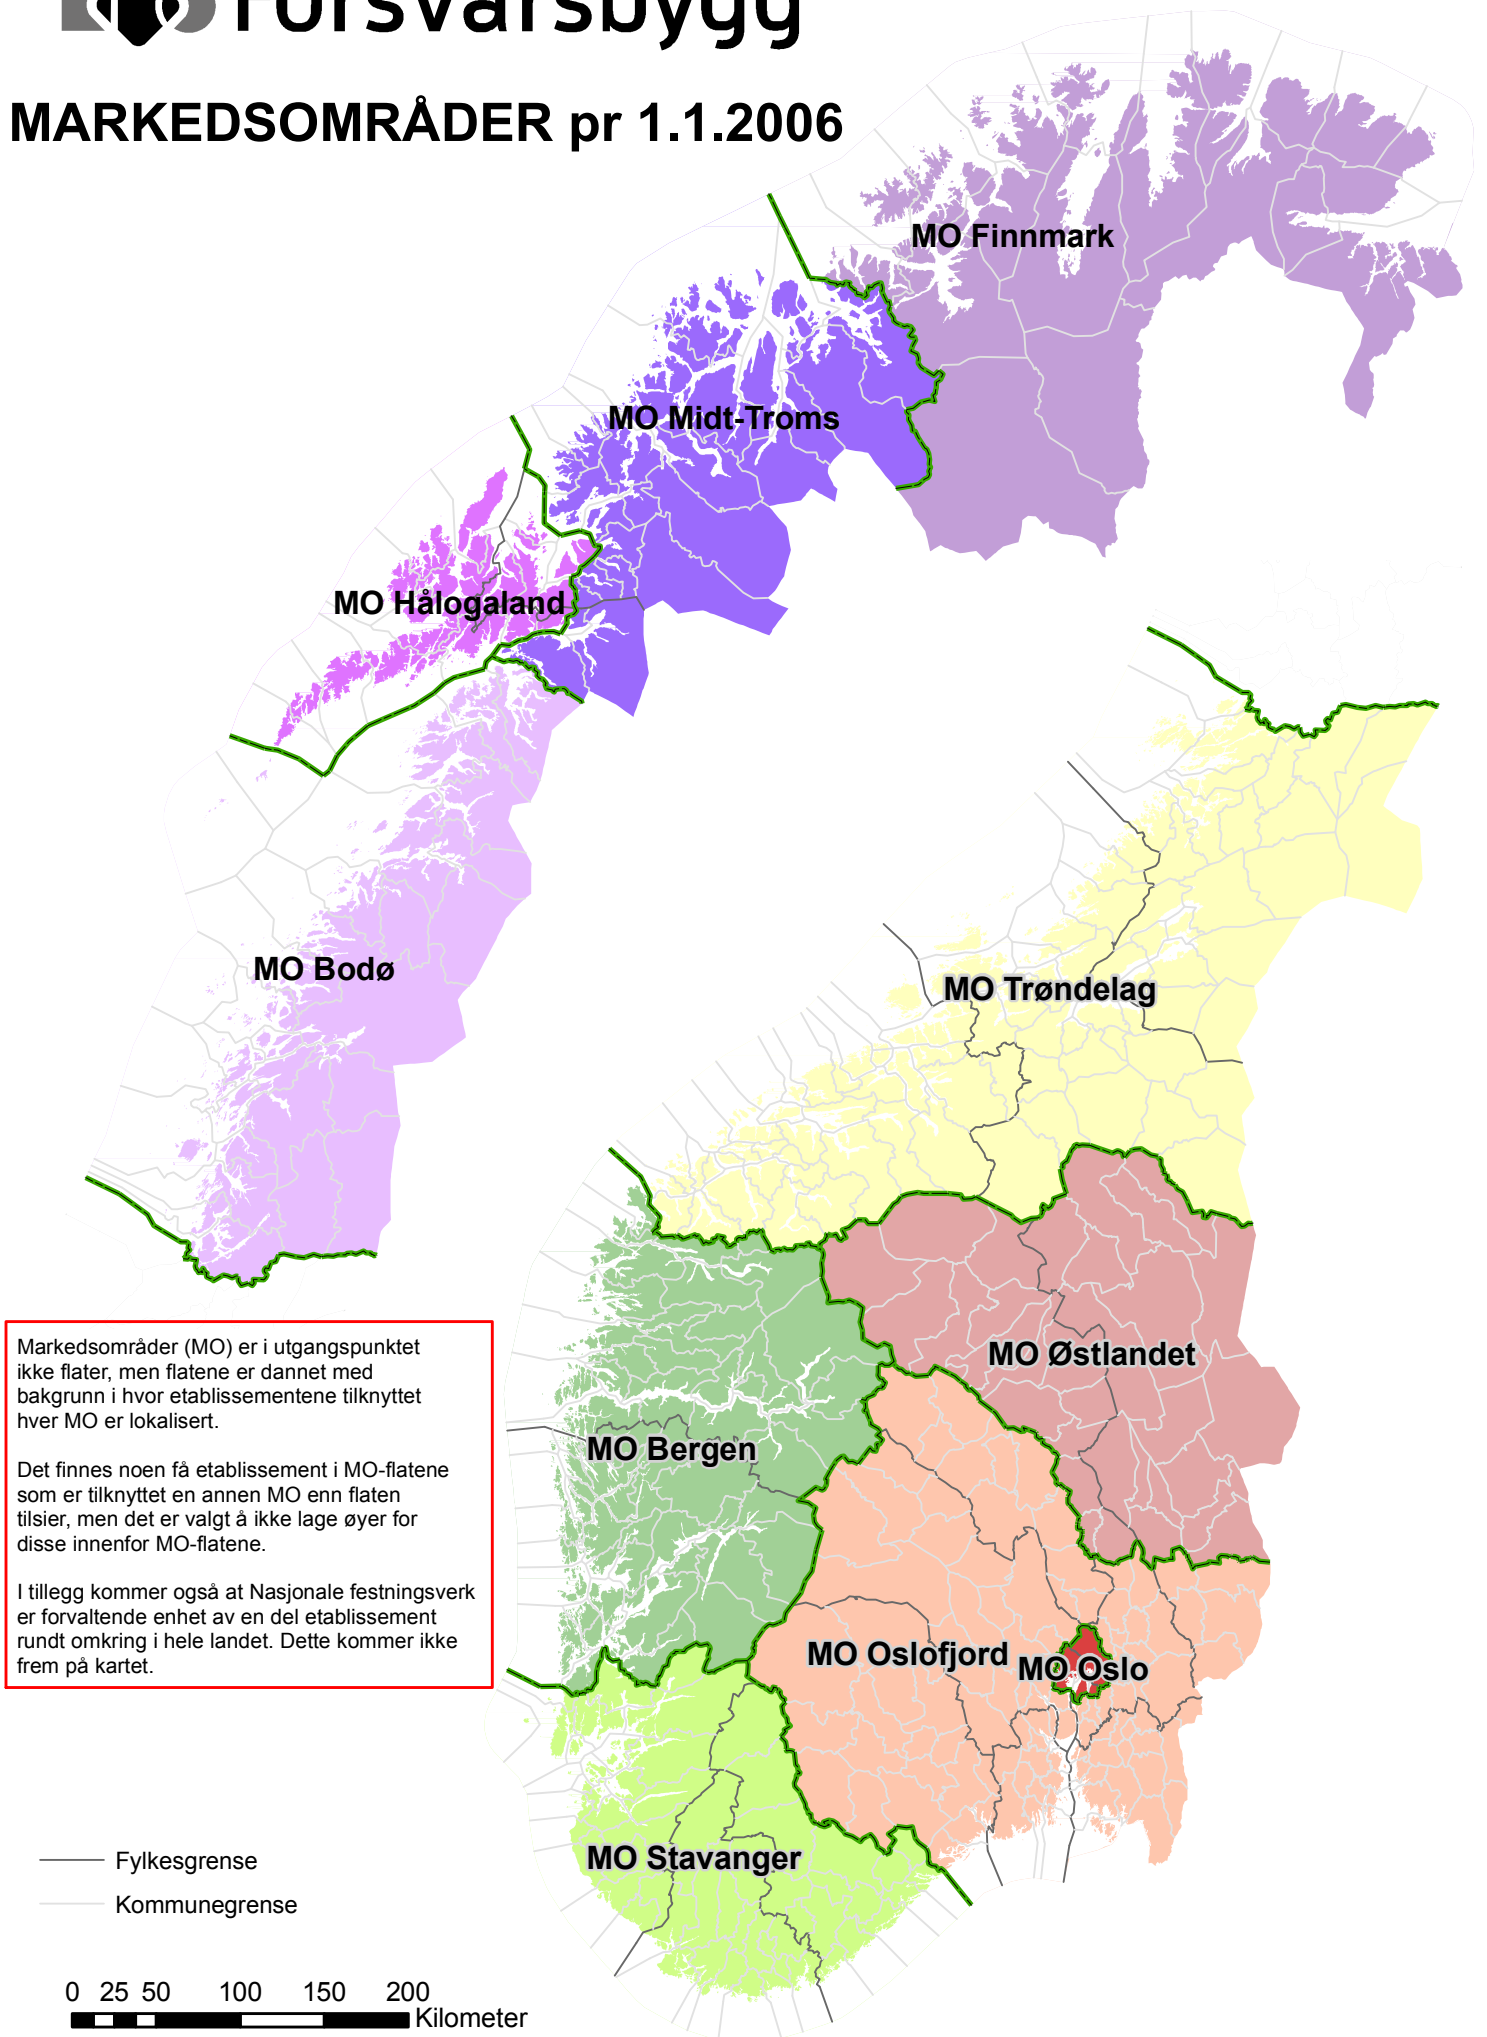 Forsvarsbygg
MARKEDSOMRÅDER pr 1.1.2006
MO Finnmark
MO Midt-Troms
MO Hålogaland
MO Bodø
MO Trøndelag
MO Østlandet
MO Bergen
MO Oslofjord
MO Oslo
MO Stavanger
Markedsområder (MO) er i utgangspunktet
ikke flater, men flatene er dannet med
bakgrunn i hvor etablissementene tilknyttet
hver MO er lokalisert.
Det finnes noen få etablissement i MO-flatene
som er tilknyttet en annen MO enn flaten
tilsier, men det er valgt å ikke lage øyer for
disse innenfor MO-flatene.
I tillegg kommer også at Nasjonale festningsverk
er forvaltende enhet av en del etablissement
rundt omkring i hele landet. Dette kommer ikke
frem på kartet.
Fylkesgrense
Kommunegrense
0 25 50 100 150 200
Kilometer